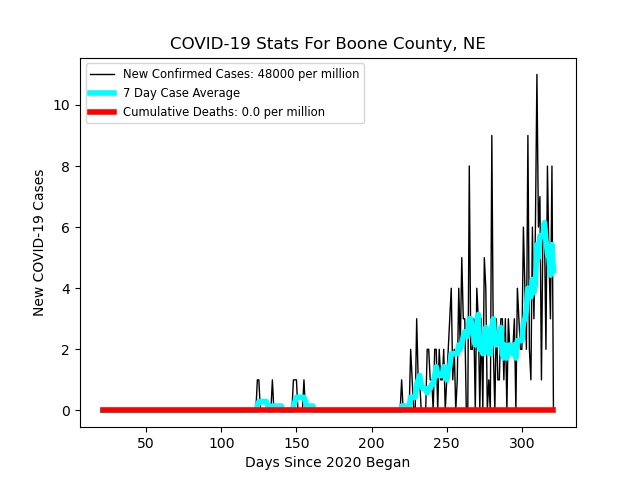 COVID-19 Stats For Boone County, NE
New Confirmed Cases: 48000 per million
7 Day Case Average
Cumulative Deaths: 0.0 per million
New COVID-19 Cases
10
8
6
4
2
0
50 100 150 200 250 300
Days Since 2020 Began